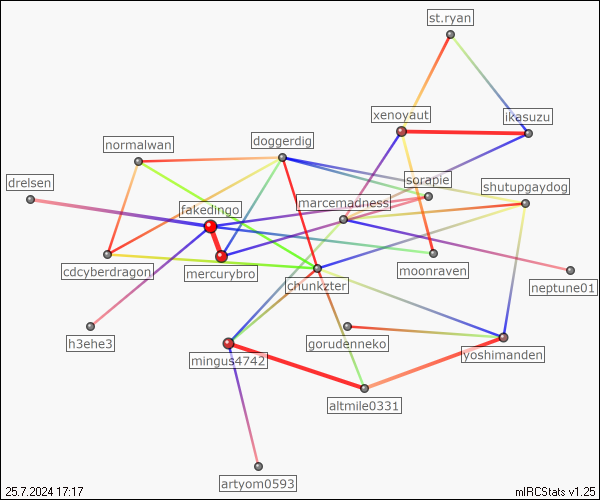 st.ryan
xenoyaut
ikasuzu
normalwan
doggerdig
drelsen
sorapie
shutupgaydog
marcemadness
fakedingo
cdcyberdragon
mercurybro
moonraven
chunkzter
neptune01
h3ehe3
gorudenneko
yoshimanden
mingus4742
altmile0331
artyom0593
25.7.2024 17:17
mIRCStats v1.25